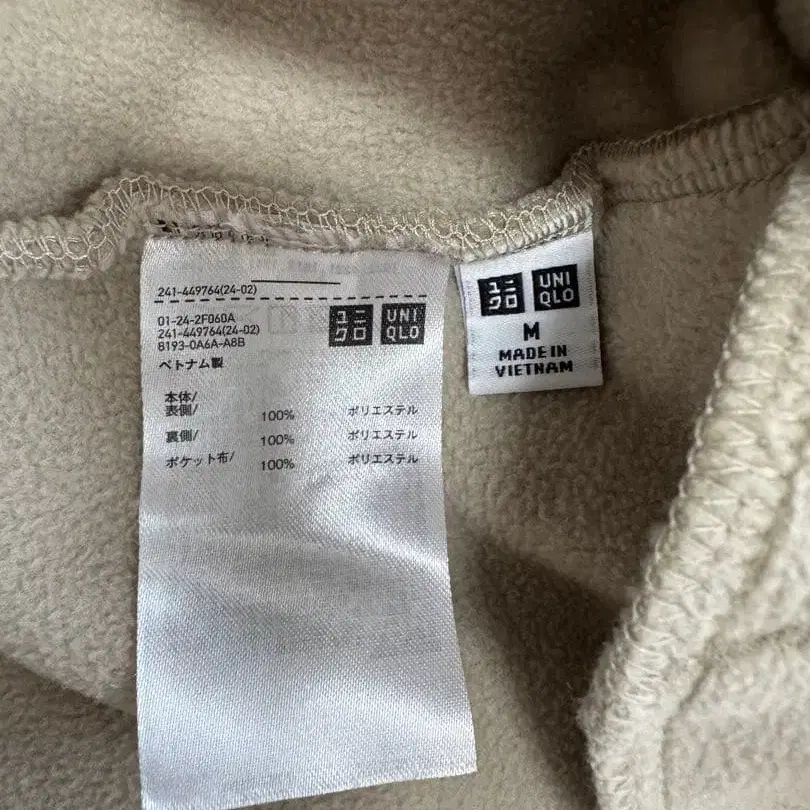 241-449764(24-02)
01-24-2F060A
241-449764(24-02)
8193-0A6A-A8B
ベトナム製
ユニ
クロ
UNI
QLO
本体/
表側/ 100% ポリエステル
裏側/ 100% ポリエステル
ポケット布/ 100% ポリエステル
ユニ
クロ
UNI
QLO
M
MADE IN
VIETNAM